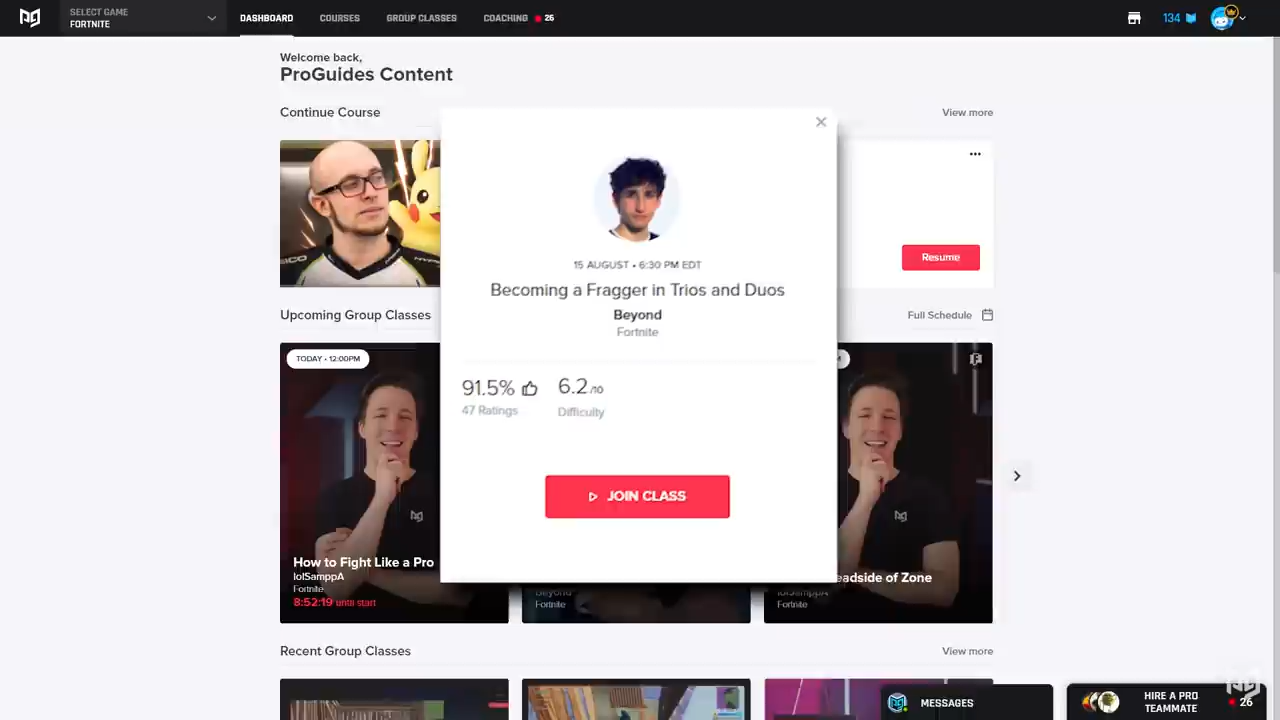 SELECT GAME
FORTNITE
DASHBOARD
COURSES
GROUP CLASSES
COACHING
26
134
Welcome back,
ProGuides Content
Continue Course
View more
Resume
15 AUGUST • 6:30 PM EDT
Becoming a Fragger in Trios and Duos
Beyond
Fortnite
91.5%
47 Ratings
6.2 /10
Difficulty
JOIN CLASS
Upcoming Group Classes
Full Schedule
TODAY • 12:00PM
How to Fight Like a Pro
lolSamppA
Fortnite
8:52:19 until start
Beyond
Fortnite
eadside of Zone
lolSamppA
Fortnite
Recent Group Classes
View more
MESSAGES
HIRE A PRO
TEAMMATE
26